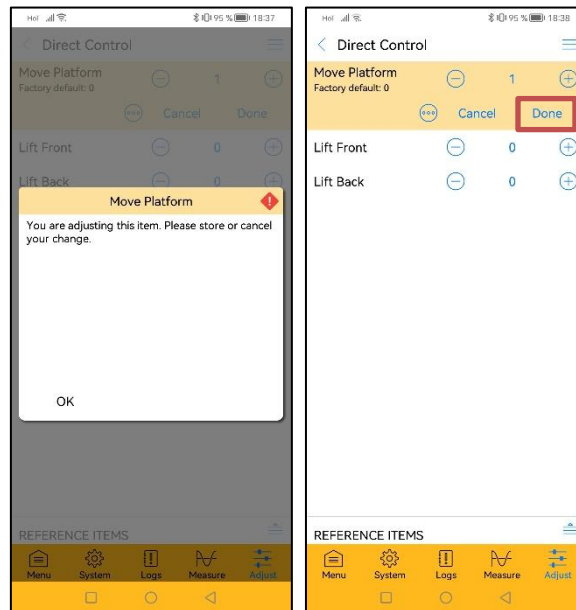 HoT 95 % 18:37
Direct Control
Move Platform
Factory default: 0
1
Cancel Done
Lift Front 0
Lift Back 0
Move Platform
You are adjusting this item. Please store or cancel
your change.
OK
REFERENCE ITEMS
Menu System Logs Measure Adjust
HoT 95 % 18:38
Direct Control
Move Platform
Factory default: 0
1
Cancel Done
Lift Front 0
Lift Back 0
REFERENCE ITEMS
Menu System Logs Measure Adjust